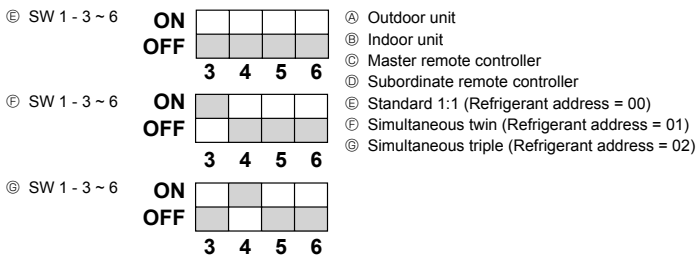 Ⓔ SW 1 - 3 ~ 6
ON
OFF
3 4 5 6
Ⓕ SW 1 - 3 ~ 6
ON
OFF
3 4 5 6
Ⓖ SW 1 - 3 ~ 6
ON
OFF
3 4 5 6
Ⓐ Outdoor unit
Ⓑ Indoor unit
Ⓒ Master remote controller
Ⓓ Subordinate remote controller
Ⓔ Standard 1:1 (Refrigerant address = 00)
Ⓕ Simultaneous twin (Refrigerant address = 01)
Ⓖ Simultaneous triple (Refrigerant address = 02)